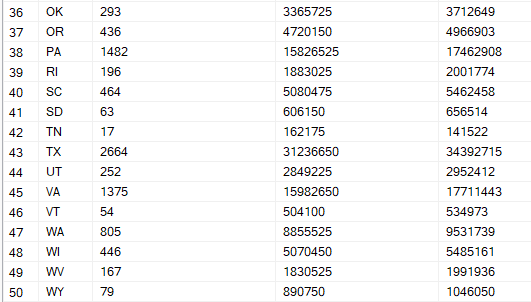 36 OK 293 3365725 3712649
37 OR 436 4720150 4966903
38 PA 1482 15826525 17462908
39 RI 196 1883025 2001774
40 SC 464 5080475 5462458
41 SD 63 606150 656514
42 TN 17 162175 141522
43 TX 2664 31236650 34392715
44 UT 252 2849225 2952412
45 VA 1375 15982650 17711443
46 VT 54 504100 534973
47 WA 805 8855525 9531739
48 WI 446 5070450 5485161
49 WV 167 1830525 1991936
50 WY 79 890750 1046050